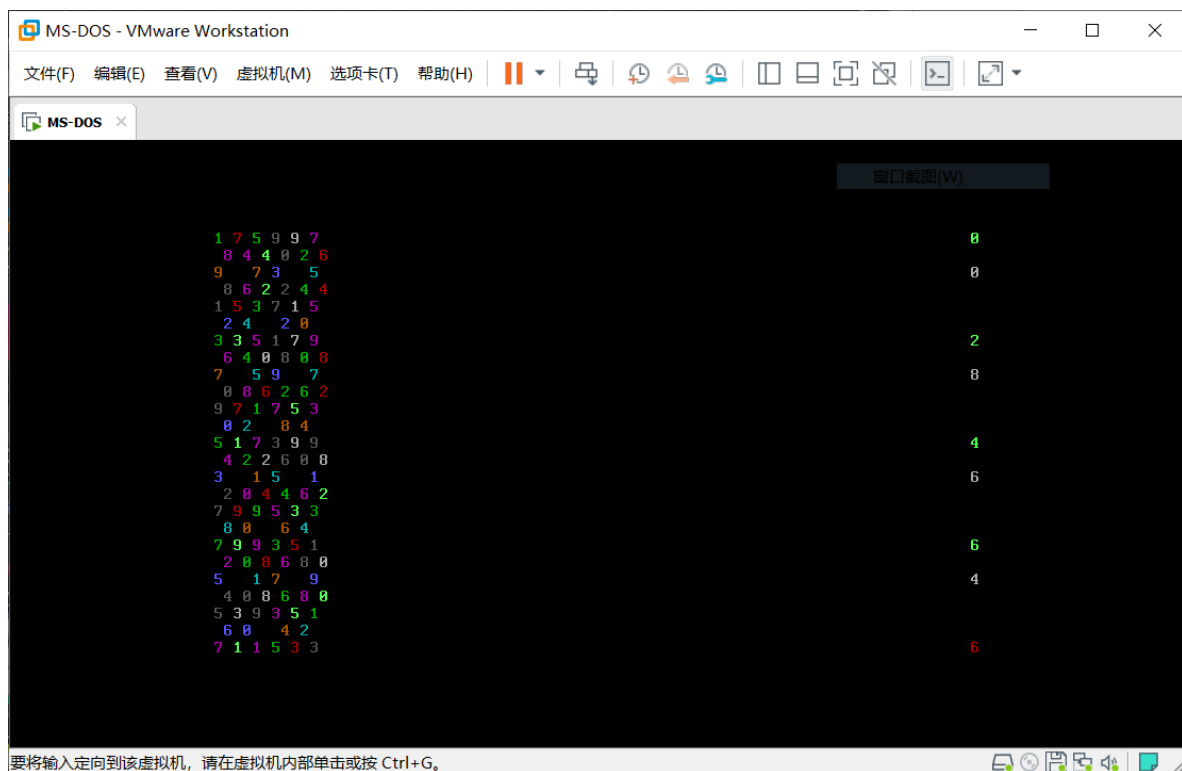 MS-DOS - VMware Workstation
文件(F) 编辑(E) 查看(V) 虚拟机(M) 选项卡(T) 帮助(H)
MS-DOS
窗口截图(W)
1 7 5 9 9 7 0
8 4 4 0 2 6
9 7 3 5 0
8 6 2 2 4 4
1 5 3 7 1 5
2 4 2 0
3 3 5 1 7 9 2
6 4 0 8 0 8
7 5 9 7 8
0 8 6 2 6 2
9 7 1 7 5 3
0 2 8 4
5 1 7 3 9 9 4
4 2 2 6 0 8
3 1 5 1 6
2 0 4 4 6 2
7 9 9 5 3 3
8 0 6 4
7 9 9 3 5 1 6
2 0 8 6 8 0
5 1 7 9 4
4 0 8 6 8 0
5 3 9 3 5 1
6 0 4 2
7 1 1 5 3 3 6
要将输入定向到该虚拟机，请在虚拟机内部单击或按 Ctrl+G。